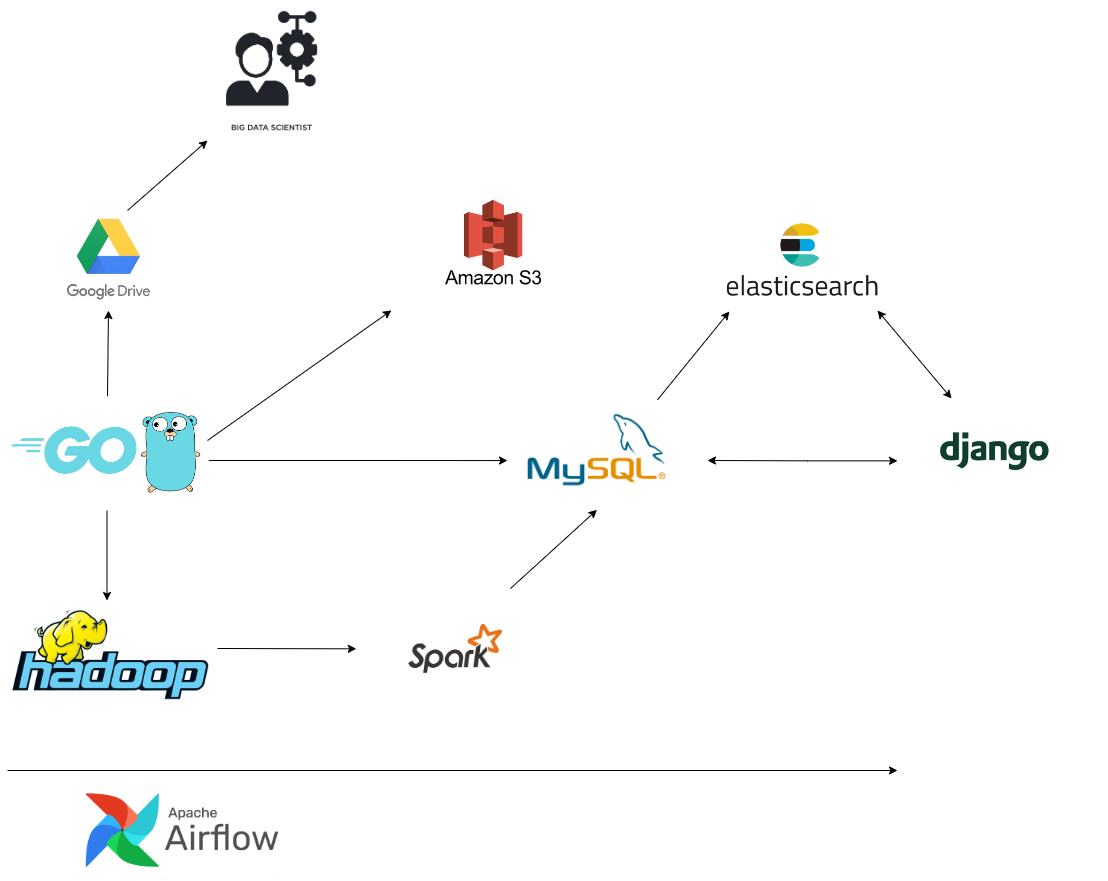 BIG DATA SCIENTIST
Google Drive
Amazon S3
elasticsearch
GO
MySQL®
django
hadoop
Spark
Apache
Airflow